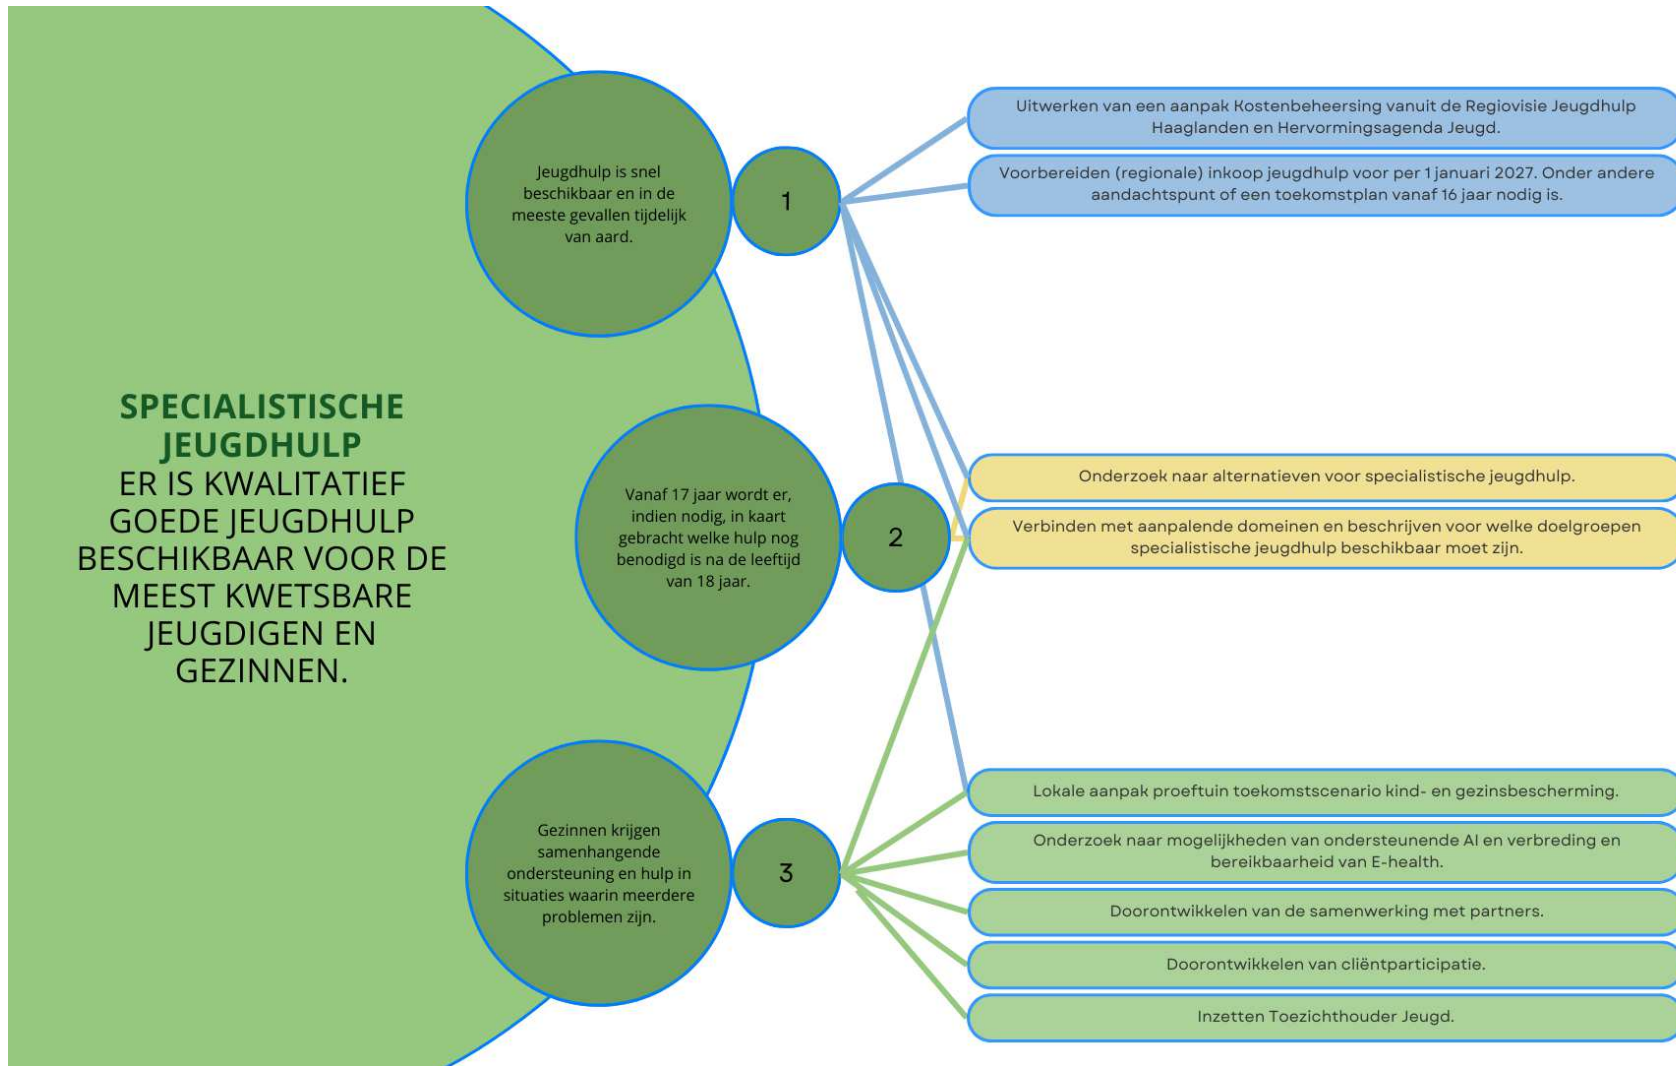 SPECIALISTISCHE
JEUGDHULP
ER IS KWALITATIEF
GOEDE JEUGDHULP
BESCHIKBAAR VOOR DE
MEEST KWETSBARE
JEUGDIGEN EN
GEZINNEN.
Jeugdhulp is snel
beschikbaar en in de
meeste gevallen tijdelijk
van aard.
1
Uitwerken van een aanpak Kostenbeheersing vanuit de Regiovisie Jeugdhulp
Haaglanden en Hervormingsagenda Jeugd.
Voorbereiden (regionale) inkoop jeugdhulp voor per 1 januari 2027. Onder andere
aandachtspunt of een toekomstplan vanaf 16 jaar nodig is.
Vanaf 17 jaar wordt er,
indien nodig, in kaart
gebracht welke hulp nog
benodigd is na de leeftijd
van 18 jaar.
2
Onderzoek naar alternatieven voor specialistische jeugdhulp.
Verbinden met aanpalende domeinen en beschrijven voor welke doelgroepen
specialistische jeugdhulp beschikbaar moet zijn.
Gezinnen krijgen
samenhangende
ondersteuning en hulp in
situaties waarin meerdere
problemen zijn.
3
Lokale aanpak proeftuin toekomstscenario kind- en gezinsbescherming.
Onderzoek naar mogelijkheden van ondersteunende AI en verbreding en
bereikbaarheid van E-health.
Doorontwikkelen van de samenwerking met partners.
Doorontwikkelen van cliëntparticipatie.
Inzetten Toezichthouder Jeugd.